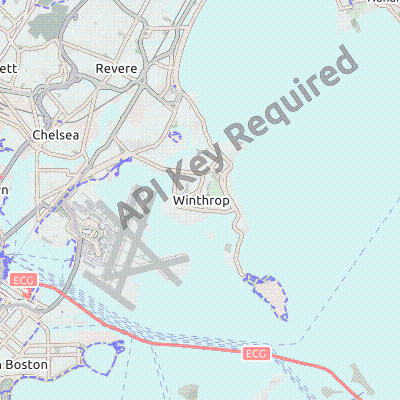 Revere
Chelsea
API Key Required
Winthrop
ECG
ECG
Boston